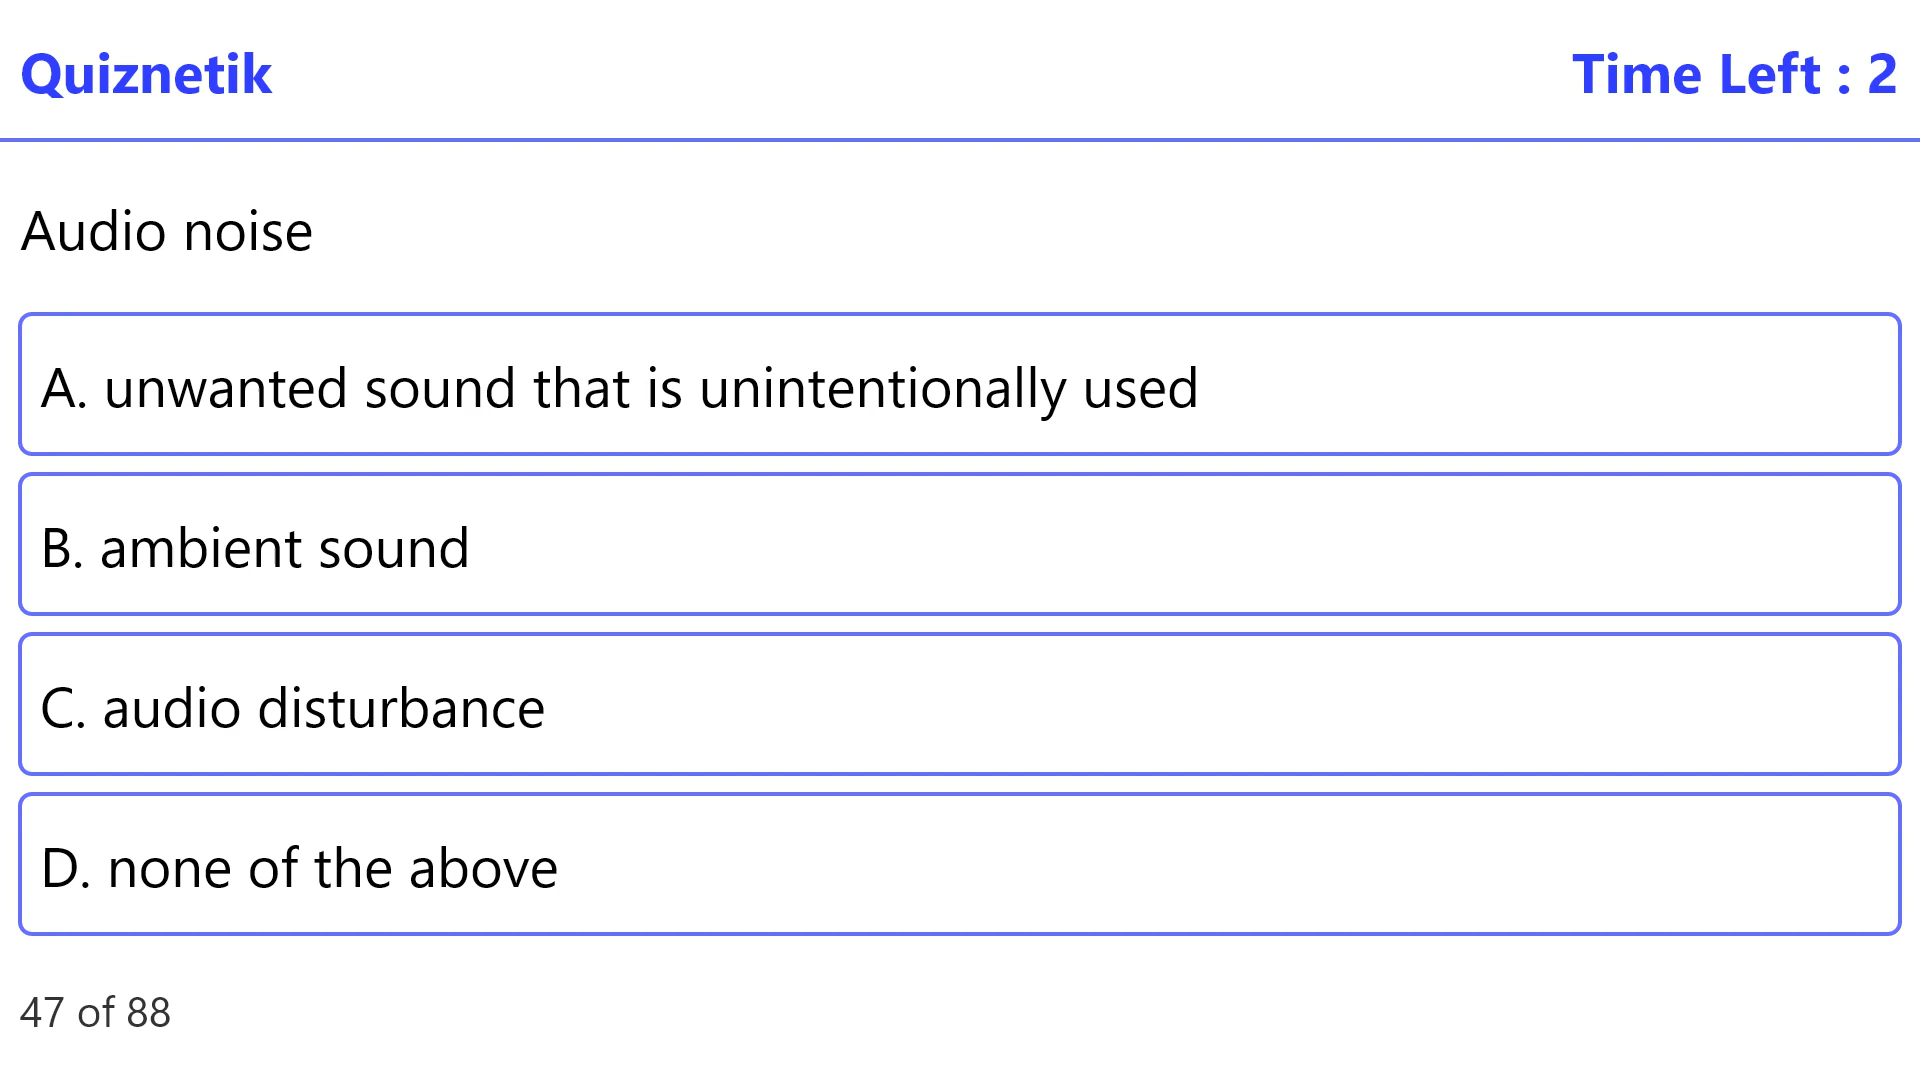 Quiznetik
Time Left : 2
Audio noise
A. unwanted sound that is unintentionally used
B. ambient sound
C. audio disturbance
D. none of the above
47 of 88